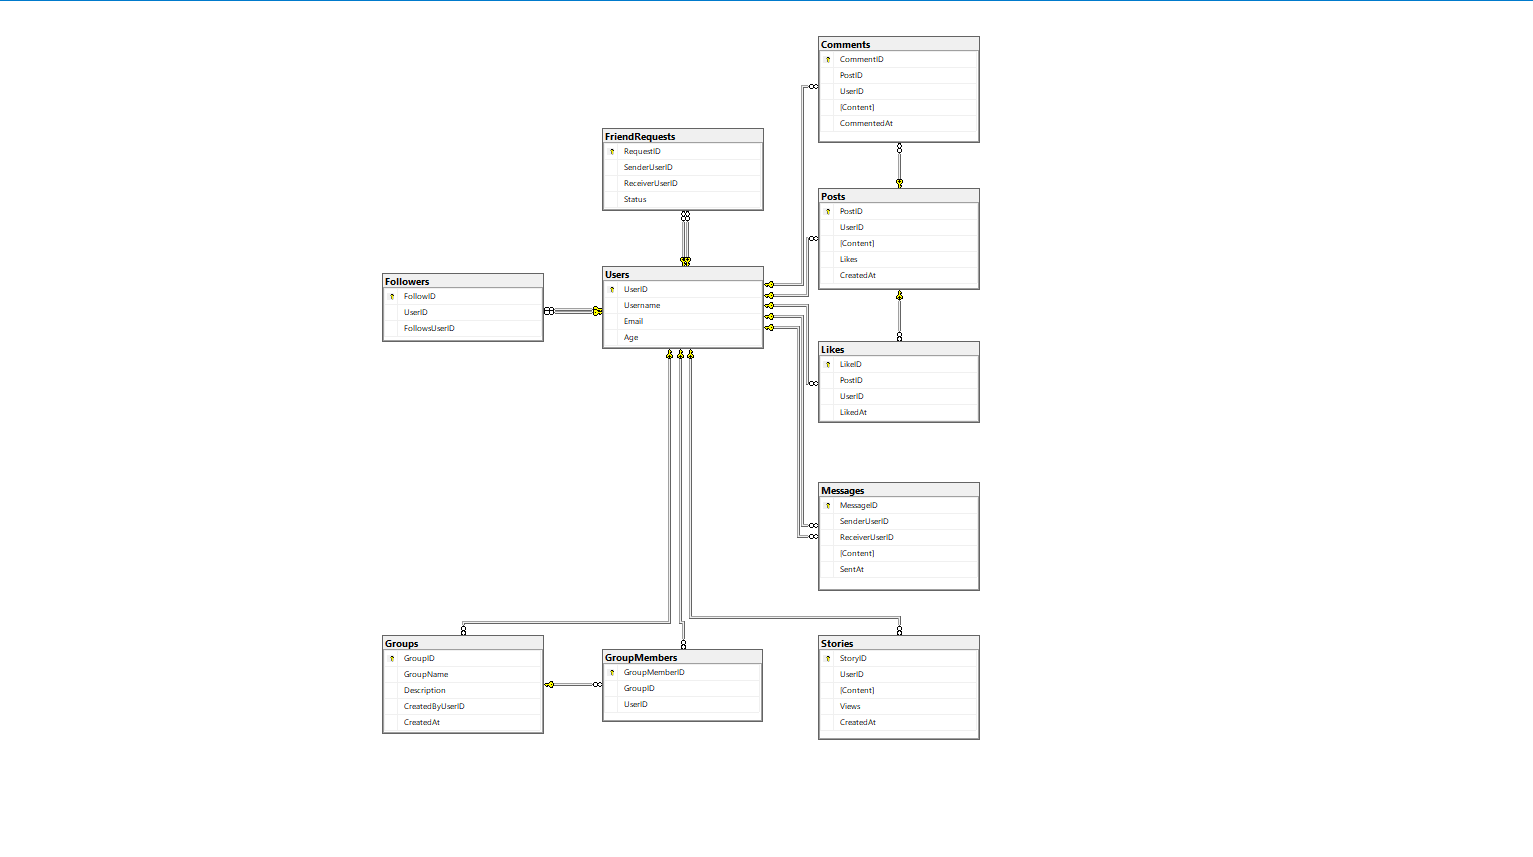 Comments
CommentID
PostID
UserID
[Content]
CommentedAt
FriendRequests
RequestID
SenderUserID
ReceiverUserID
Status
Posts
PostID
UserID
[Content]
Likes
CreatedAt
Followers
FollowID
UserID
FollowsUserID
Users
UserID
Username
Email
Age
Likes
LikeID
PostID
UserID
LikedAt
Messages
MessageID
SenderUserID
ReceiverUserID
[Content]
SentAt
Groups
GroupID
GroupName
Description
CreatedByUserID
CreatedAt
GroupMembers
GroupMemberID
GroupID
UserID
Stories
StoryID
UserID
[Content]
Views
CreatedAt